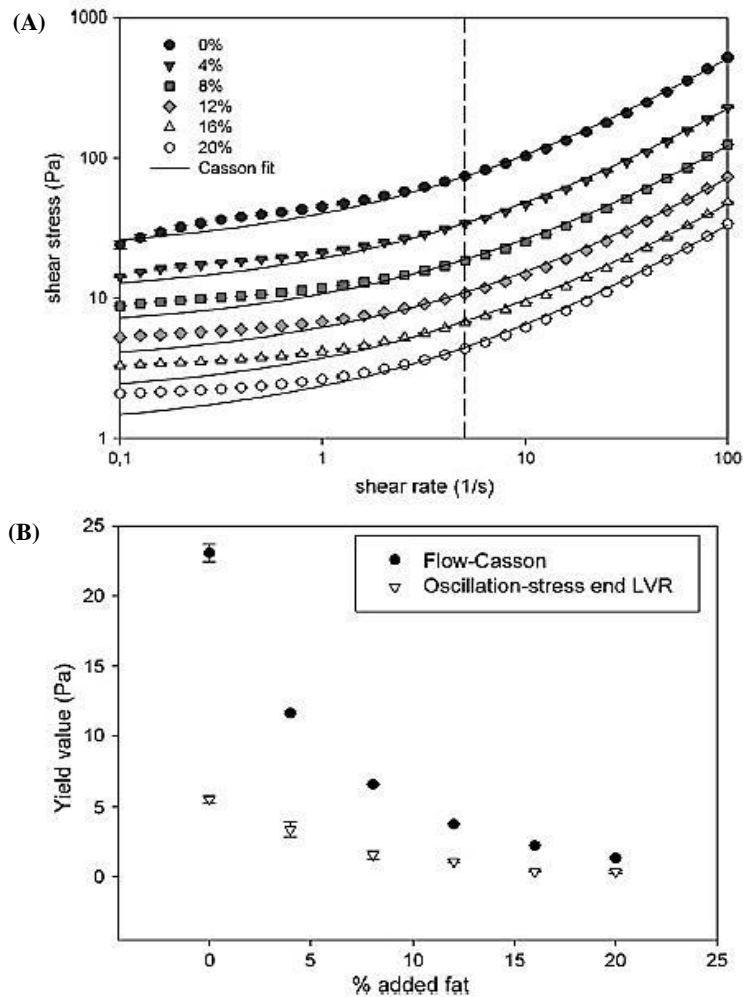 (A)
1000
100
10
1
shear stress (Pa)
0%
4%
8%
12%
16%
20%
Casson fit
0,1
1
10
100
shear rate (1/s)
(B)
25
20
15
10
5
0
Yield value (Pa)
Flow-Casson
Oscillation-stress end LVR
0
5
10
15
20
25
% added fat